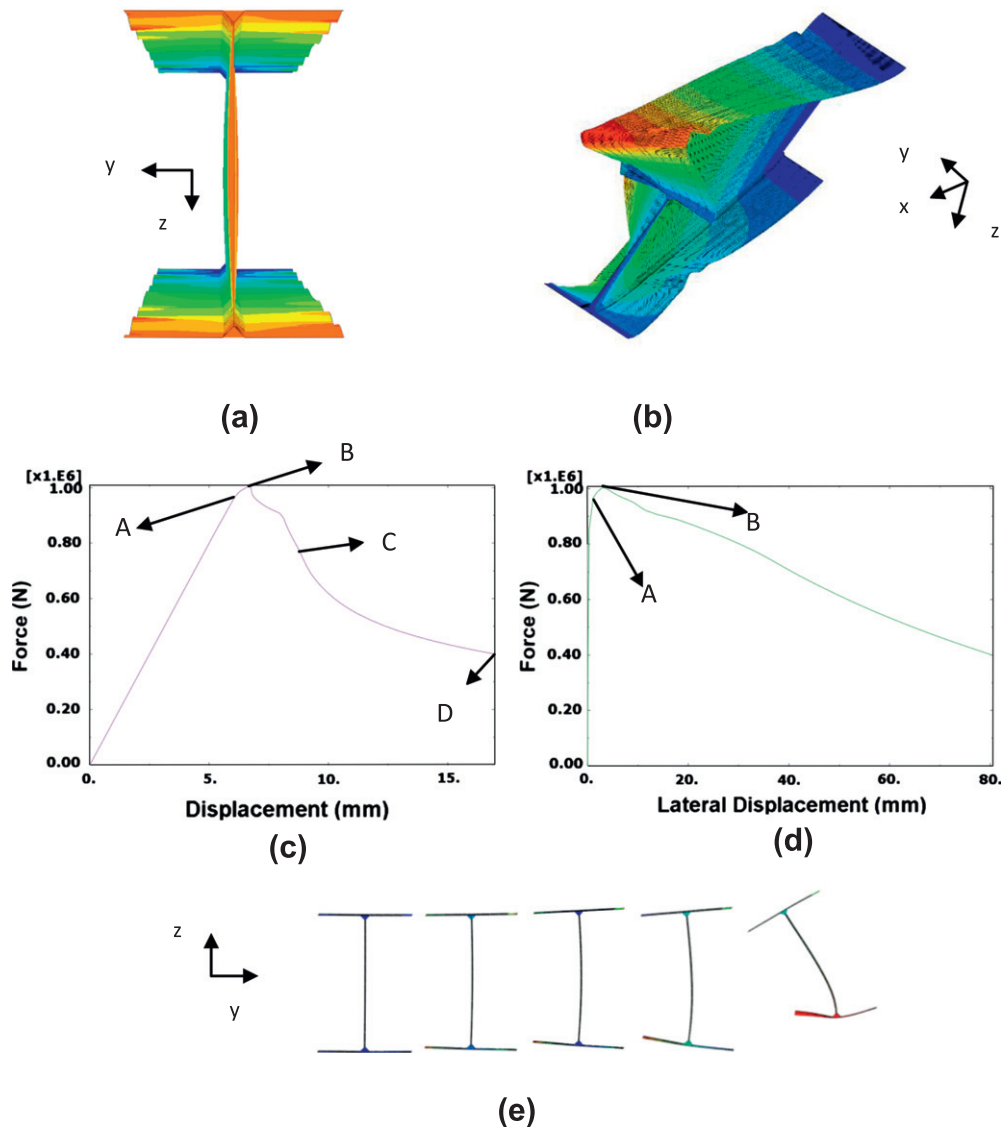 y
z
y
x
z
(a)
(b)
[x1.E6]
1.00
0.80
0.60
0.40
0.20
0.00
Force (N)
A
B
C
D
0.
5.
10.
15.
Displacement (mm)
(c)
[x1.E6]
1.00
0.80
0.60
0.40
0.20
0.00
Force (N)
B
A
0.
20.
40.
60.
80.
Lateral Displacement (mm)
(d)
z
y
(e)